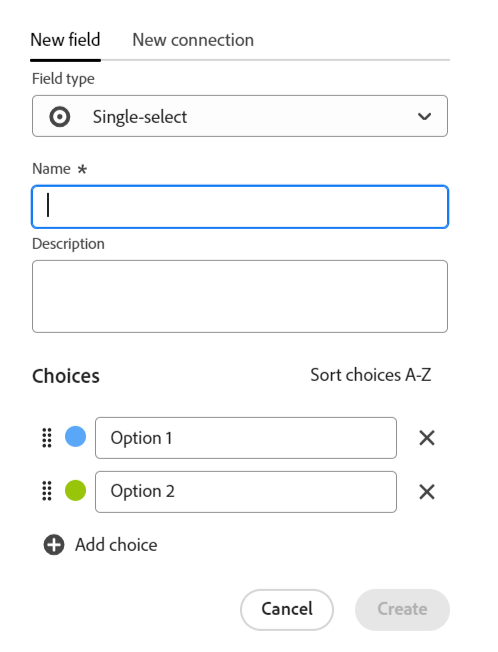 New field New connection
Field type
Single-select
Name *
Description
Choices Sort choices A-Z
Option 1
Option 2
Add choice
Cancel Create